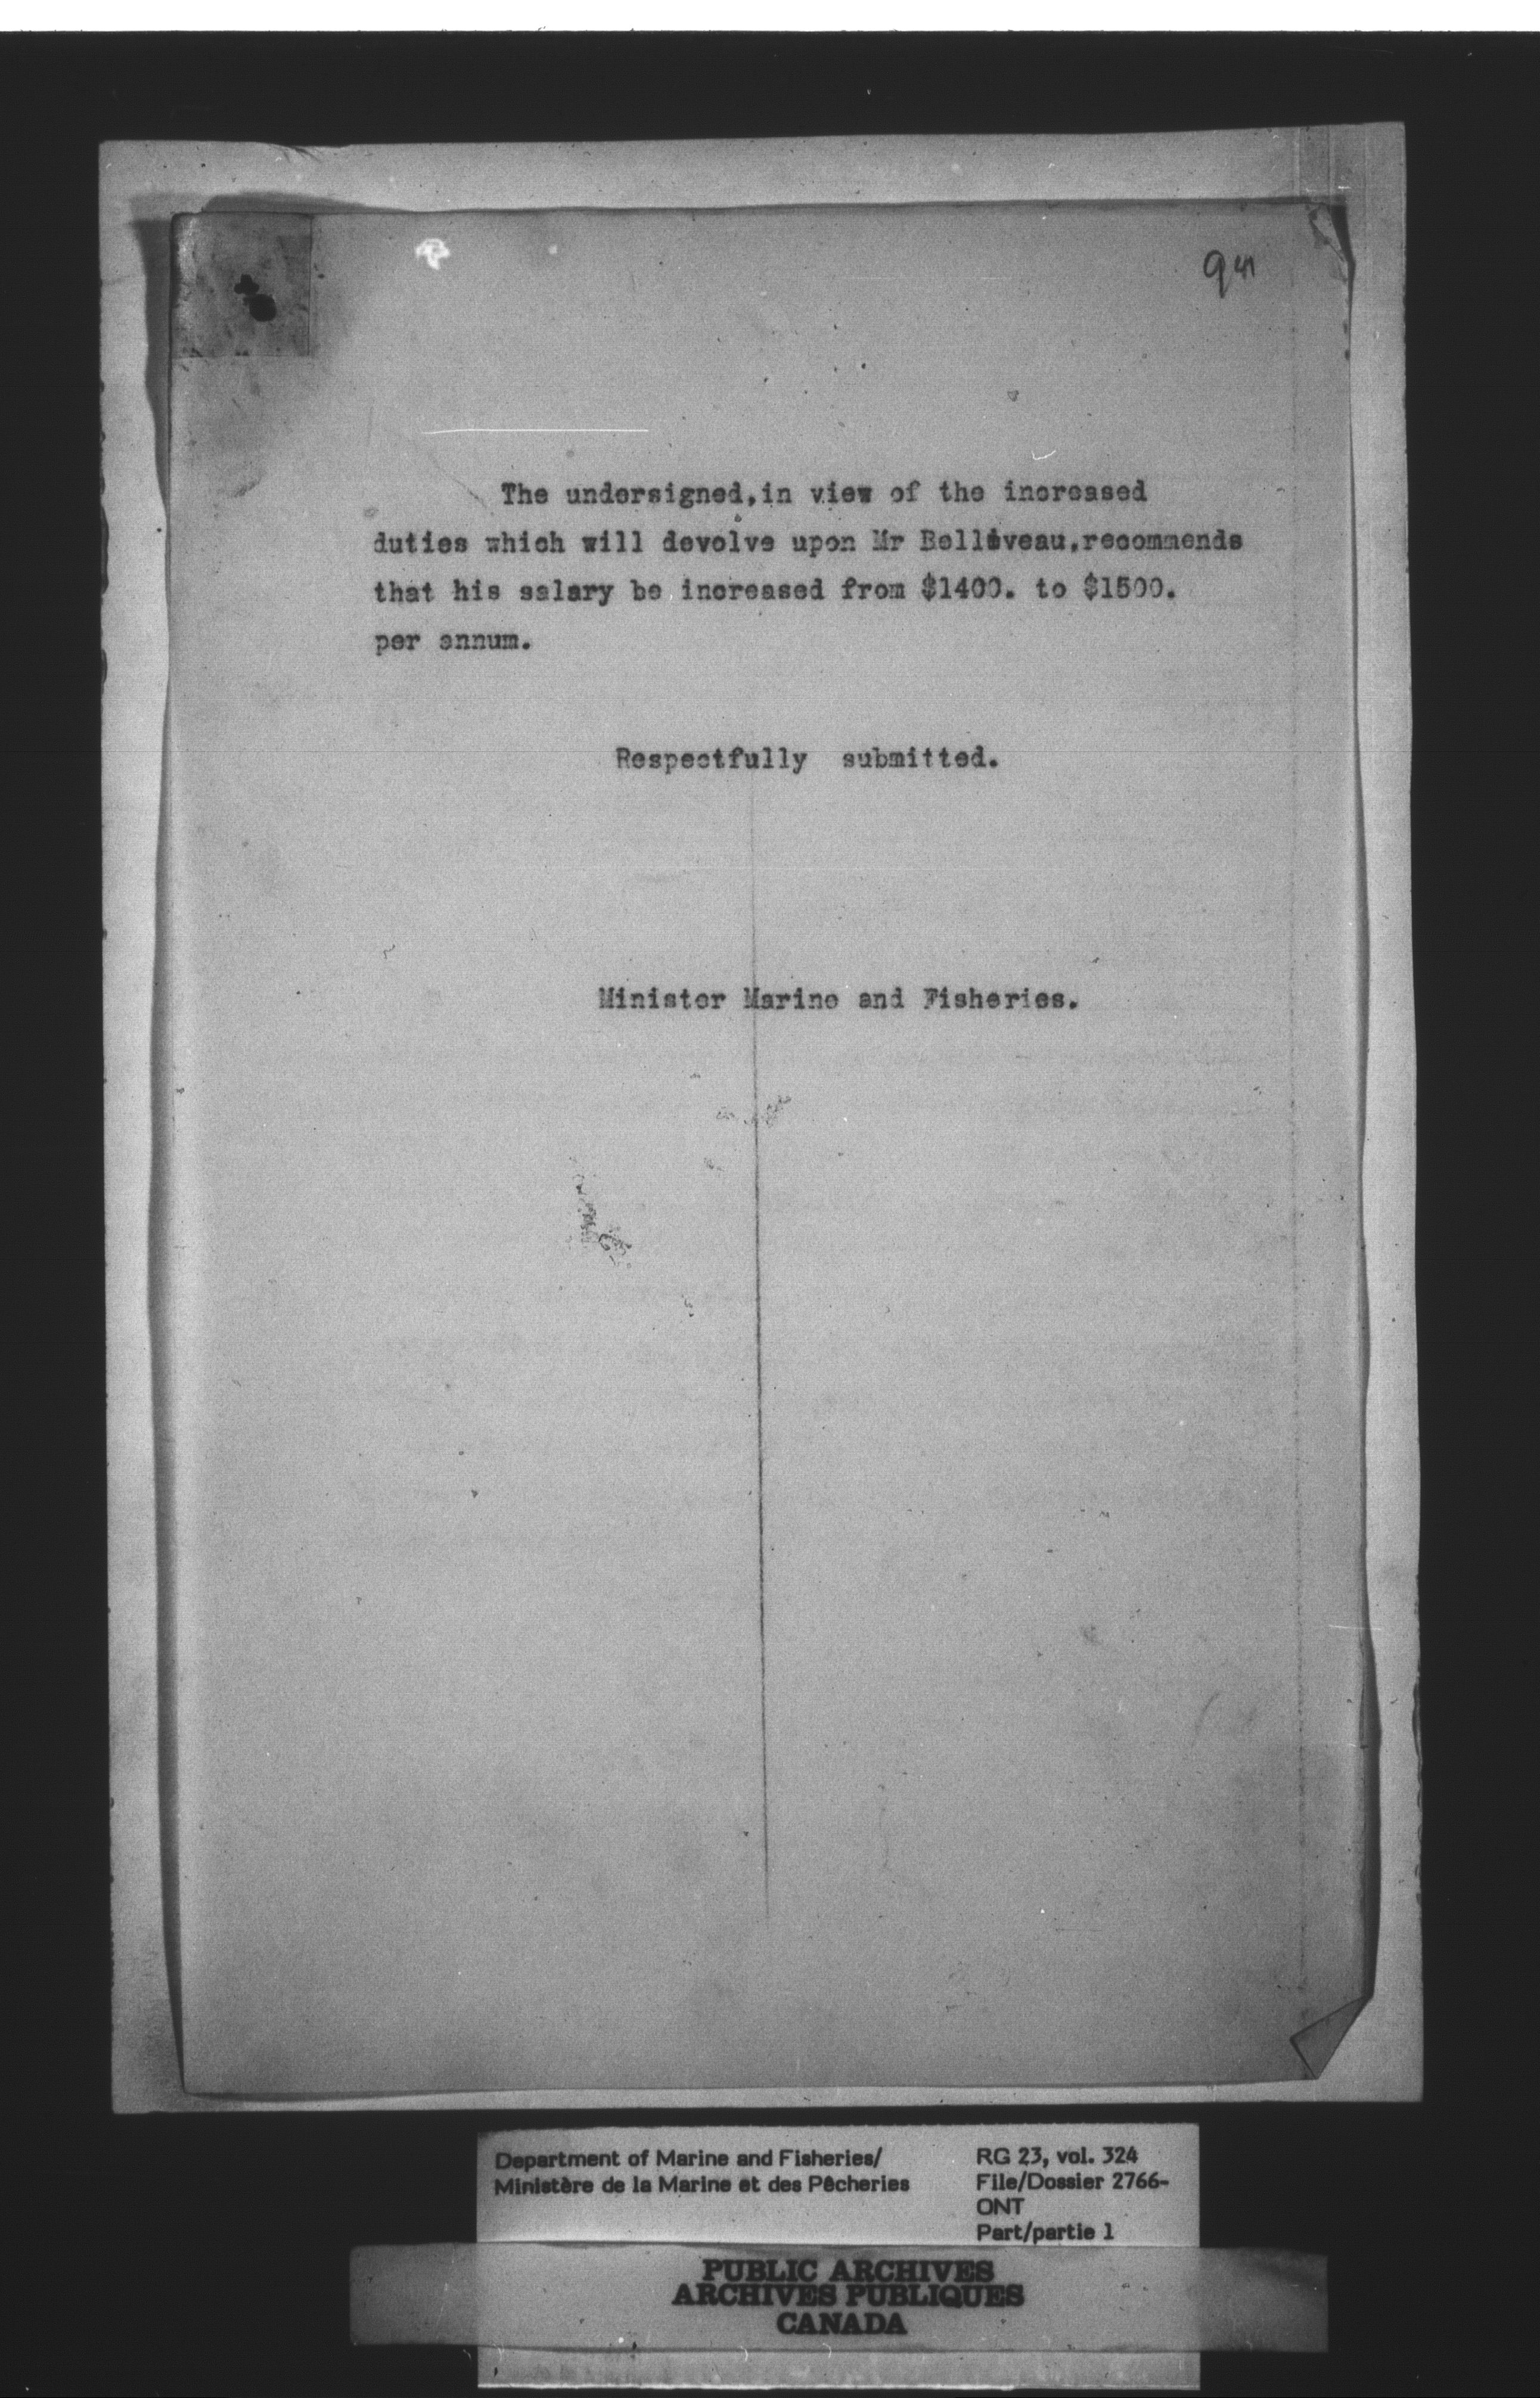 The undersigned, in view of the increased
duties which will devolve upon Mr Belliveau, recommends
that his salary be increased from $1400. to $1500.
per annum.
Respectfully submitted.
Minister Marine and Fisheries.
Department of Marine and Fisheries/
Ministère de la Marine et des Pêcheries
RG 23, vol. 324
File/Dossier 2766-
ONT
Part/partie 1
PUBLIC ARCHIVES
ARCHIVES PUBLIQUES
CANADA